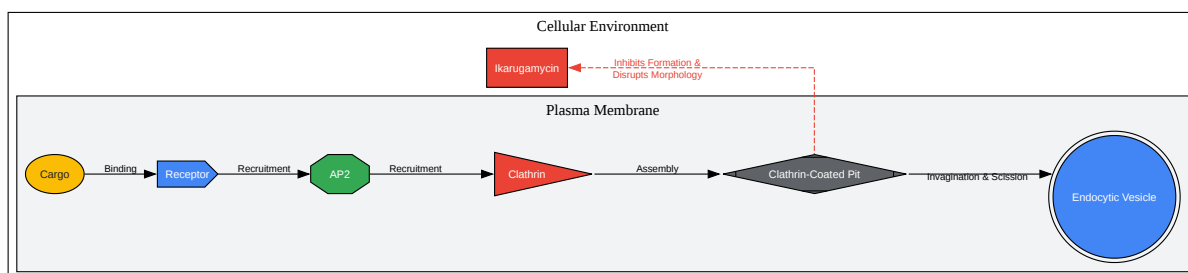 Cellular Environment
Ikarugamycin
Inhibits Formation &
Disrupts Morphology
Plasma Membrane
Cargo
Binding
Receptor
Recruitment
AP2
Recruitment
Clathrin
Assembly
Clathrin-Coated Pit
Invagination & Scission
Endocytic Vesicle